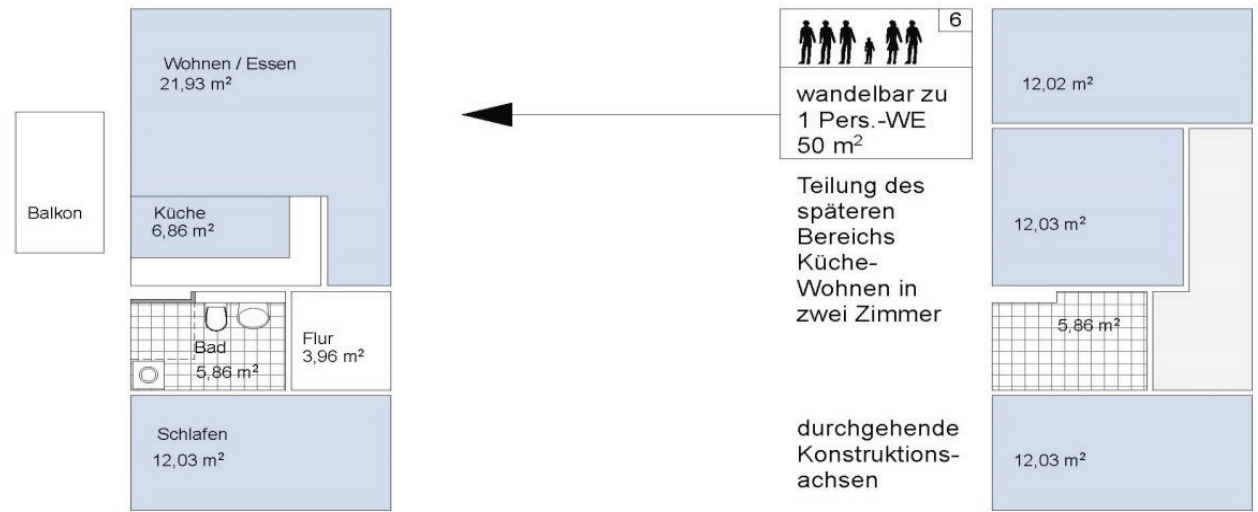 Wohnen / Essen
21,93 m²
Balkon
Küche
6,86 m²
Bad
5,86 m²
Flur
3,96 m²
Schlafen
12,03 m²
6
wandelbar zu
1 Pers.-WE
50 m²
Teilung des
späteren
Bereichs
Küche-
Wohnen in
zwei Zimmer
durchgehende
Konstruktions-
achsen
12,02 m²
12,03 m²
5,86 m²
12,03 m²